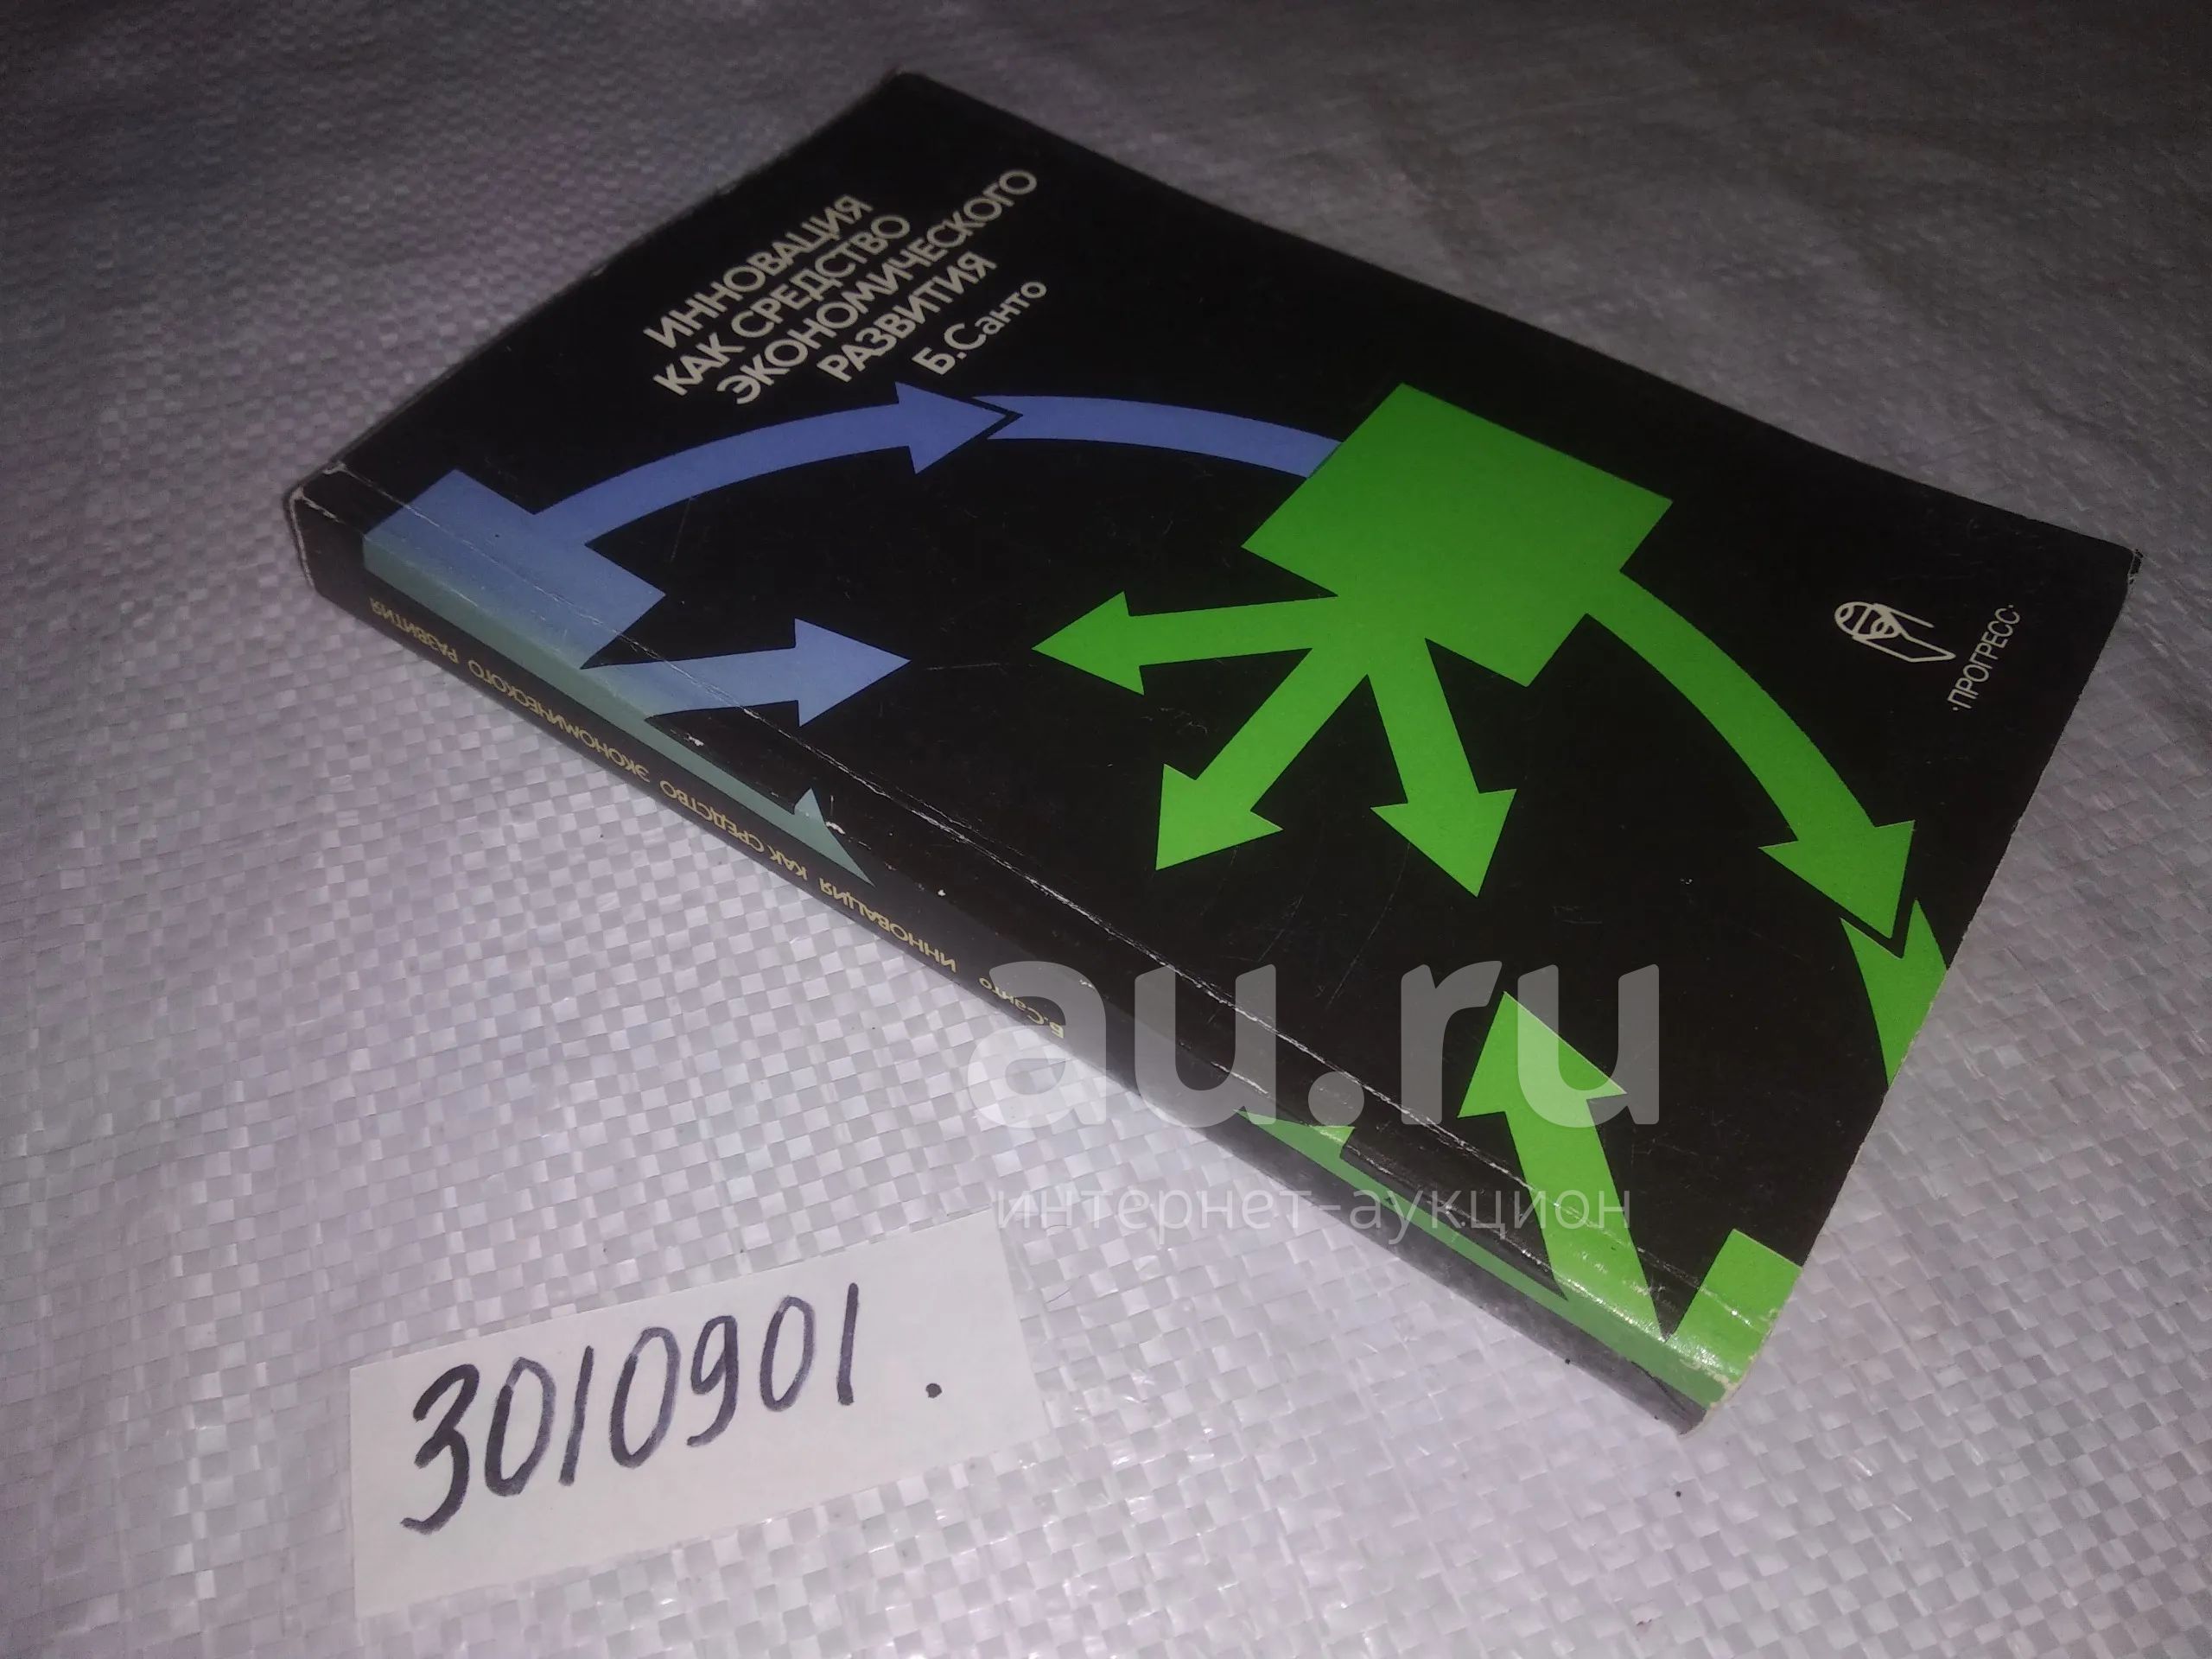 ИННОВАЦИЯ
КАК СРЕДСТВО
ЭКОНОМИЧЕСКОГО
РАЗВИТИЯ
Б.Санто
·ПРОГРЕСС·
Б.Санто ИННОВАЦИЯ КАК СРЕДСТВО ЭКОНОМИЧЕСКОГО РАЗВИТИЯ
au.ru
интернет-аукцион
3010901.